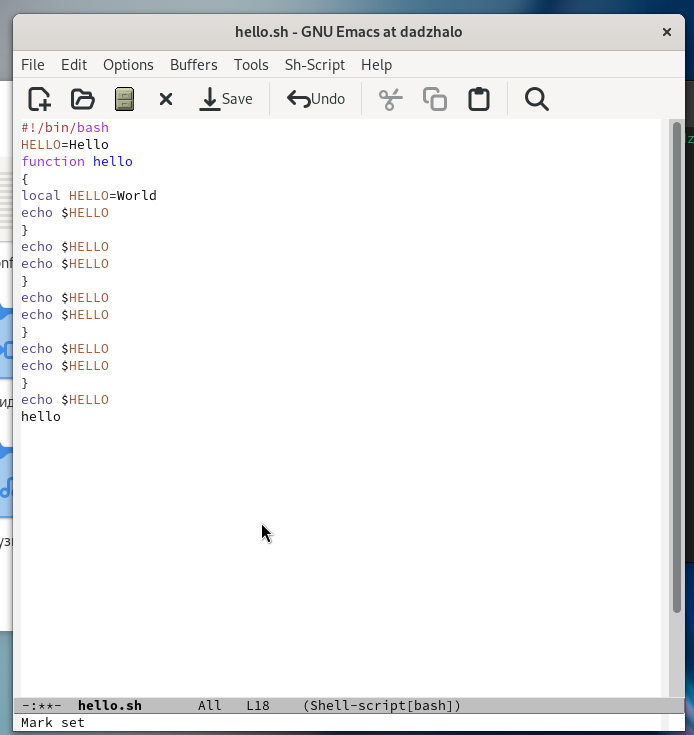 hello.sh - GNU Emacs at dadzhalo
File Edit Options Buffers Tools Sh-Script Help
Save Undo
#!/bin/bash
HELLO=Hello
function hello
{
local HELLO=World
echo $HELLO
}
echo $HELLO
echo $HELLO
}
echo $HELLO
echo $HELLO
}
echo $HELLO
echo $HELLO
}
echo $HELLO
hello
-:**- hello.sh All L18 (Shell-script[bash])
Mark set